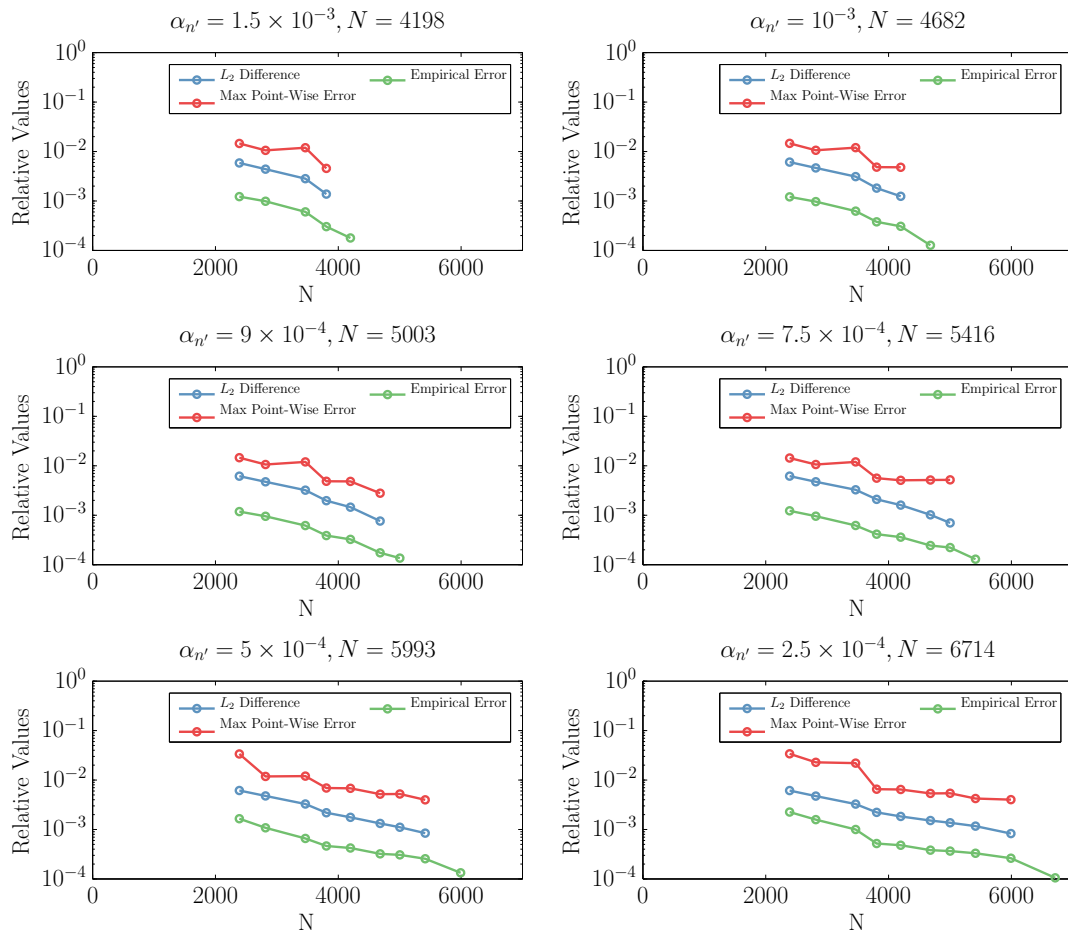 α_{n′} = 1.5 × 10^{−3}, N = 4198
10^0
10^{−1}
10^{−2}
10^{−3}
10^{−4}
Relative Values
L_2 Difference
Max Point-Wise Error
Empirical Error
0 2000 4000 6000
N
α_{n′} = 10^{−3}, N = 4682
10^0
10^{−1}
10^{−2}
10^{−3}
10^{−4}
Relative Values
L_2 Difference
Max Point-Wise Error
Empirical Error
0 2000 4000 6000
N
α_{n′} = 9 × 10^{−4}, N = 5003
10^0
10^{−1}
10^{−2}
10^{−3}
10^{−4}
Relative Values
L_2 Difference
Max Point-Wise Error
Empirical Error
0 2000 4000 6000
N
α_{n′} = 7.5 × 10^{−4}, N = 5416
10^0
10^{−1}
10^{−2}
10^{−3}
10^{−4}
Relative Values
L_2 Difference
Max Point-Wise Error
Empirical Error
0 2000 4000 6000
N
α_{n′} = 5 × 10^{−4}, N = 5993
10^0
10^{−1}
10^{−2}
10^{−3}
10^{−4}
Relative Values
L_2 Difference
Max Point-Wise Error
Empirical Error
0 2000 4000 6000
N
α_{n′} = 2.5 × 10^{−4}, N = 6714
10^0
10^{−1}
10^{−2}
10^{−3}
10^{−4}
Relative Values
L_2 Difference
Max Point-Wise Error
Empirical Error
0 2000 4000 6000
N